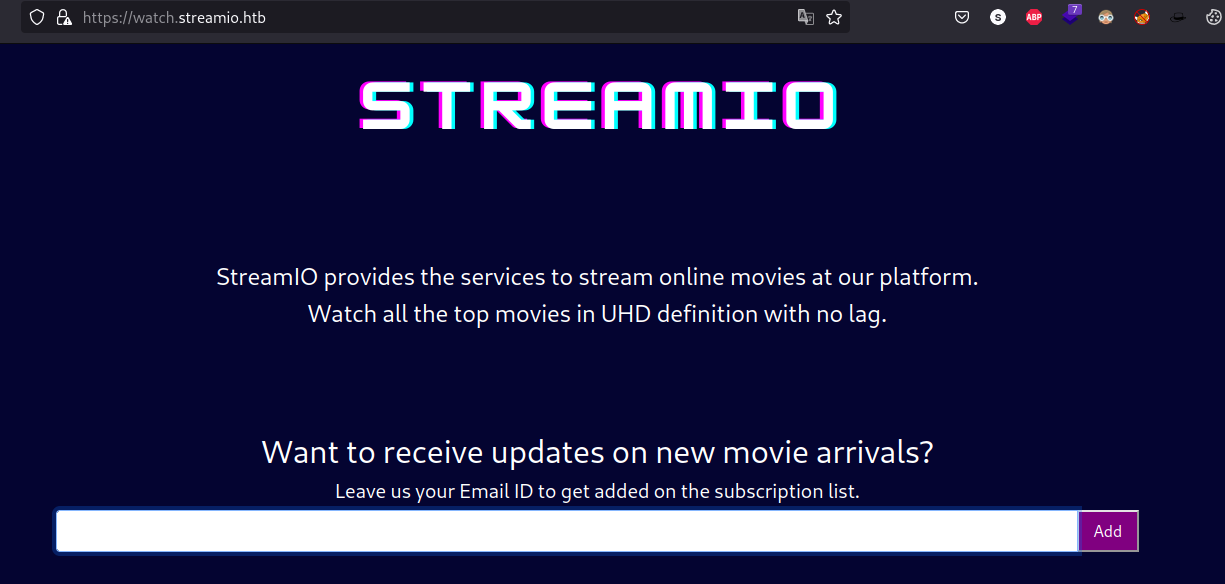 https://watch.streamio.htb
S
ABP
7
STREAMIO
StreamIO provides the services to stream online movies at our platform.
Watch all the top movies in UHD definition with no lag.
Want to receive updates on new movie arrivals?
Leave us your Email ID to get added on the subscription list.
Add